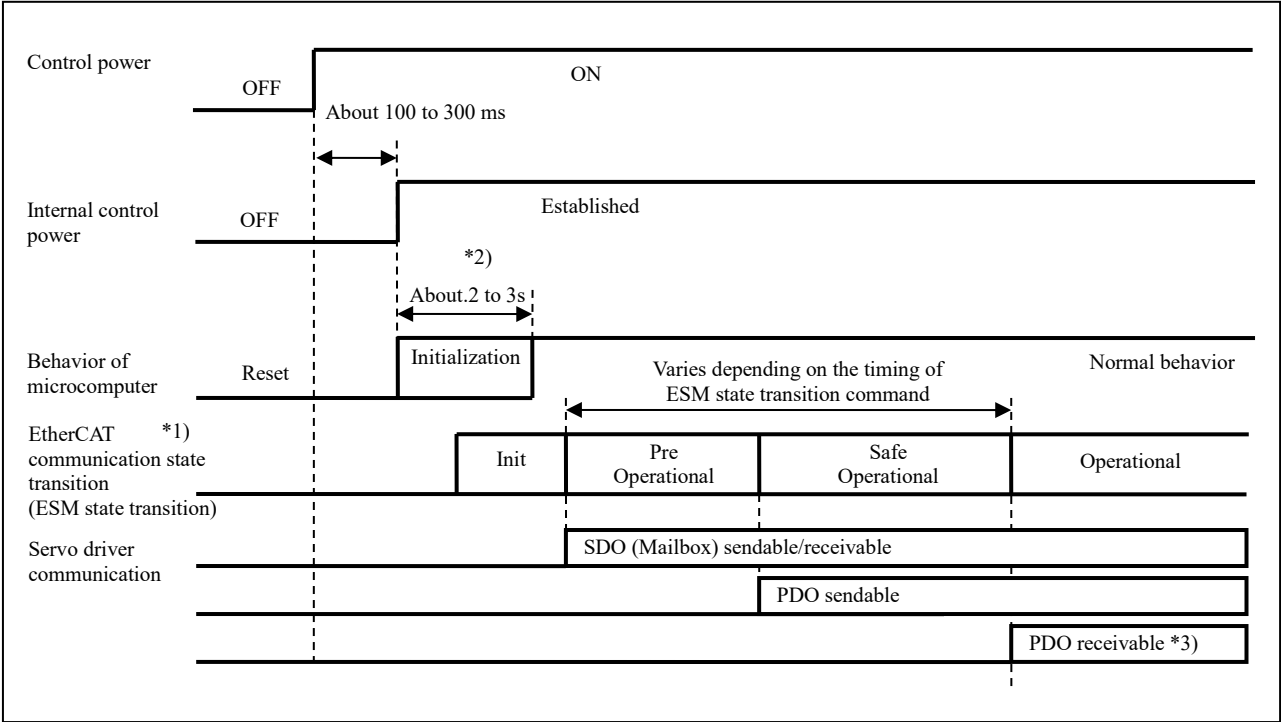 Control power
OFF
ON
About 100 to 300 ms
Internal control
power
OFF
Established
*2)
About.2 to 3s
Behavior of
microcomputer
Reset
Initialization
Varies depending on the timing of
ESM state transition command
Normal behavior
EtherCAT *1)
communication state
transition
(ESM state transition)
Init
Pre
Operational
Safe
Operational
Operational
Servo driver
communication
SDO (Mailbox) sendable/receivable
PDO sendable
PDO receivable *3)